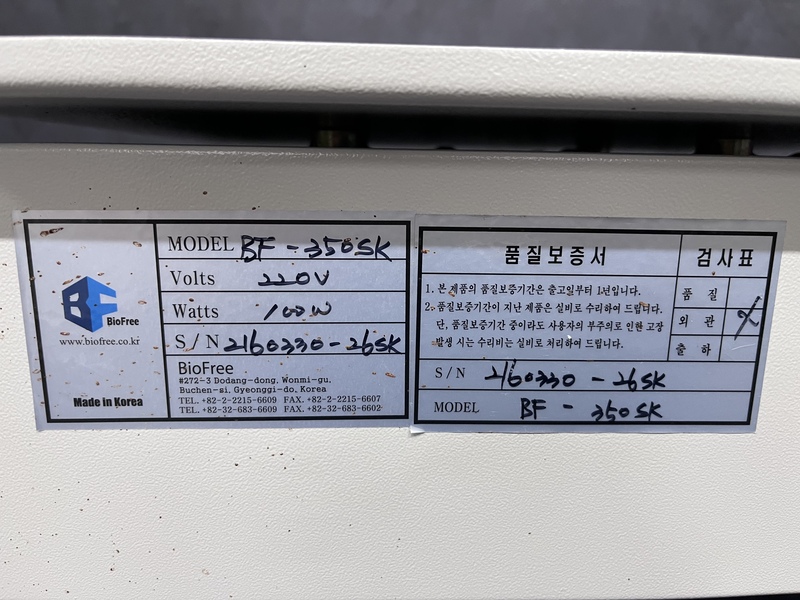 BF BioFree
www.biofree.co.kr
Made in Korea
MODEL BF - 350SK
Volts 220V
Watts 100W
S / N 2160330 - 26SK
BioFree
#272-3 Dodang-dong, Wonmi-gu,
Buchen-si, Gyeonggi-do, Korea
TEL. +82-2-2215-6609 FAX. +82-2-2215-6607
TEL. +82-32-683-6609 FAX. +82-32-683-6602
품질보증서
1. 본 제품의 품질보증기간은 출고일부터 1년입니다.
2. 품질보증기간이 지난 제품은 실비로 수리하여 드립니다.
단, 품질보증기간 중이라도 사용자의 부주의로 인한 고장
발생 시는 수리비는 실비로 처리하여 드립니다.
검사표
품 질
외 관
출 하
S / N 2160330 - 26SK
MODEL BF - 350SK